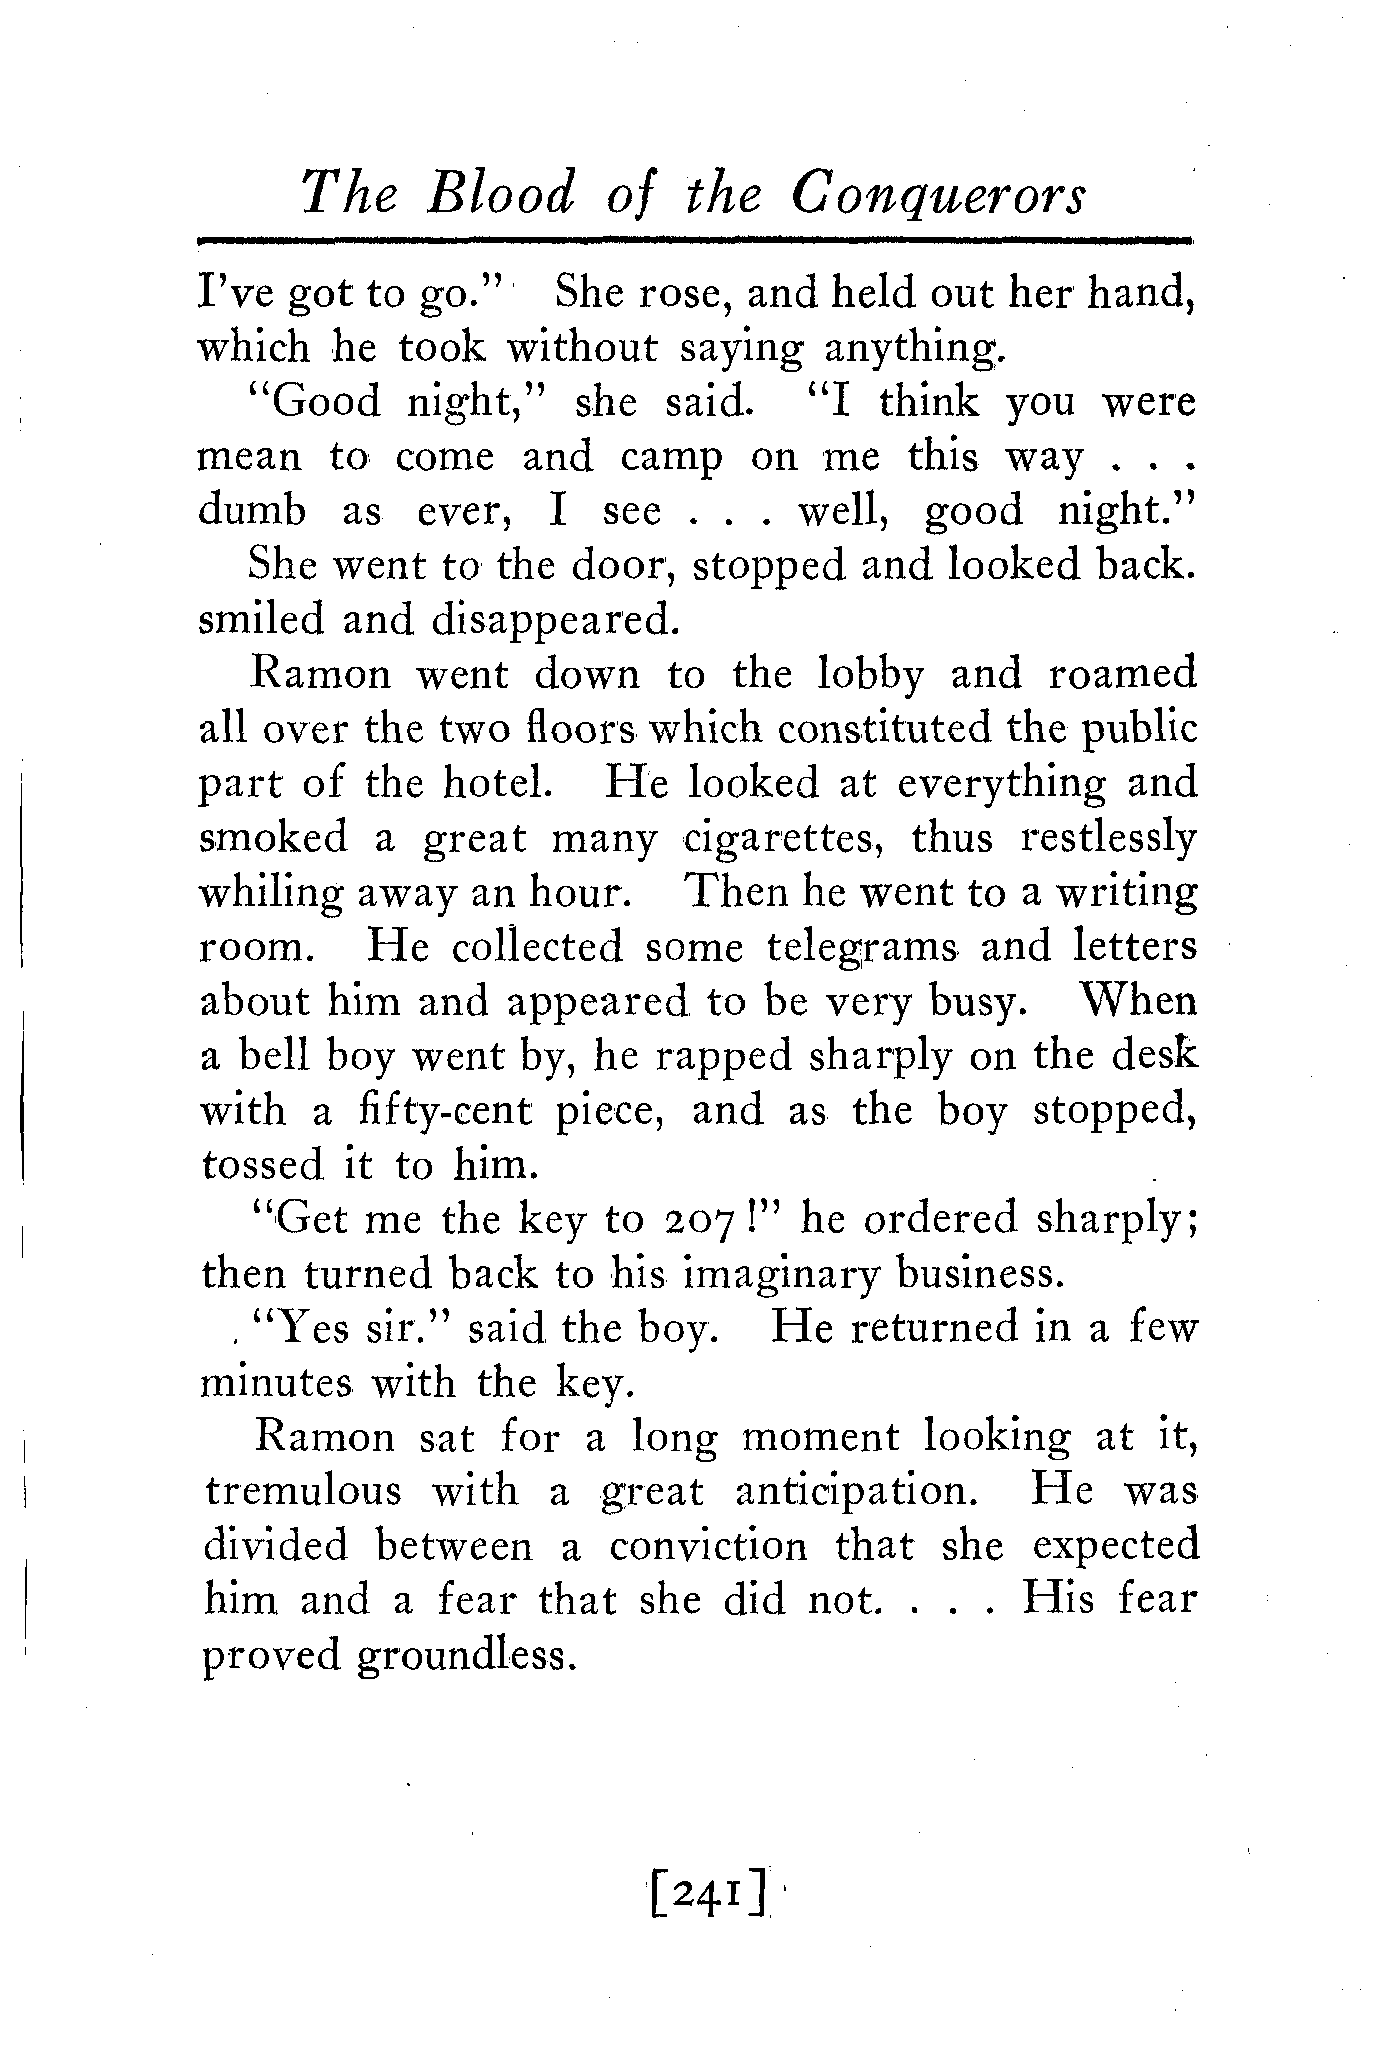 The Blood of the Conquerors
I've got to go." She rose, and held out her hand,
which he took without saying anything.
"Good night," she said. "I think you were
mean to come and camp on me this way . . .
dumb as ever, I see . . . well, good night."
She went to the door, stopped and looked back.
smiled and disappeared.
Ramon went down to the lobby and roamed
all over the two floors which constituted the public
part of the hotel. He looked at everything and
smoked a great many cigarettes, thus restlessly
whiling away an hour. Then he went to a writing
room. He collected some telegrams and letters
about him and appeared to be very busy. When
a bell boy went by, he rapped sharply on the desk
with a fifty-cent piece, and as the boy stopped,
tossed it to him.
"Get me the key to 207!" he ordered sharply;
then turned back to his imaginary business.
"Yes sir." said the boy. He returned in a few
minutes with the key.
Ramon sat for a long moment looking at it,
tremulous with a great anticipation. He was
divided between a conviction that she expected
him and a fear that she did not. . . . His fear
proved groundless.
[241]